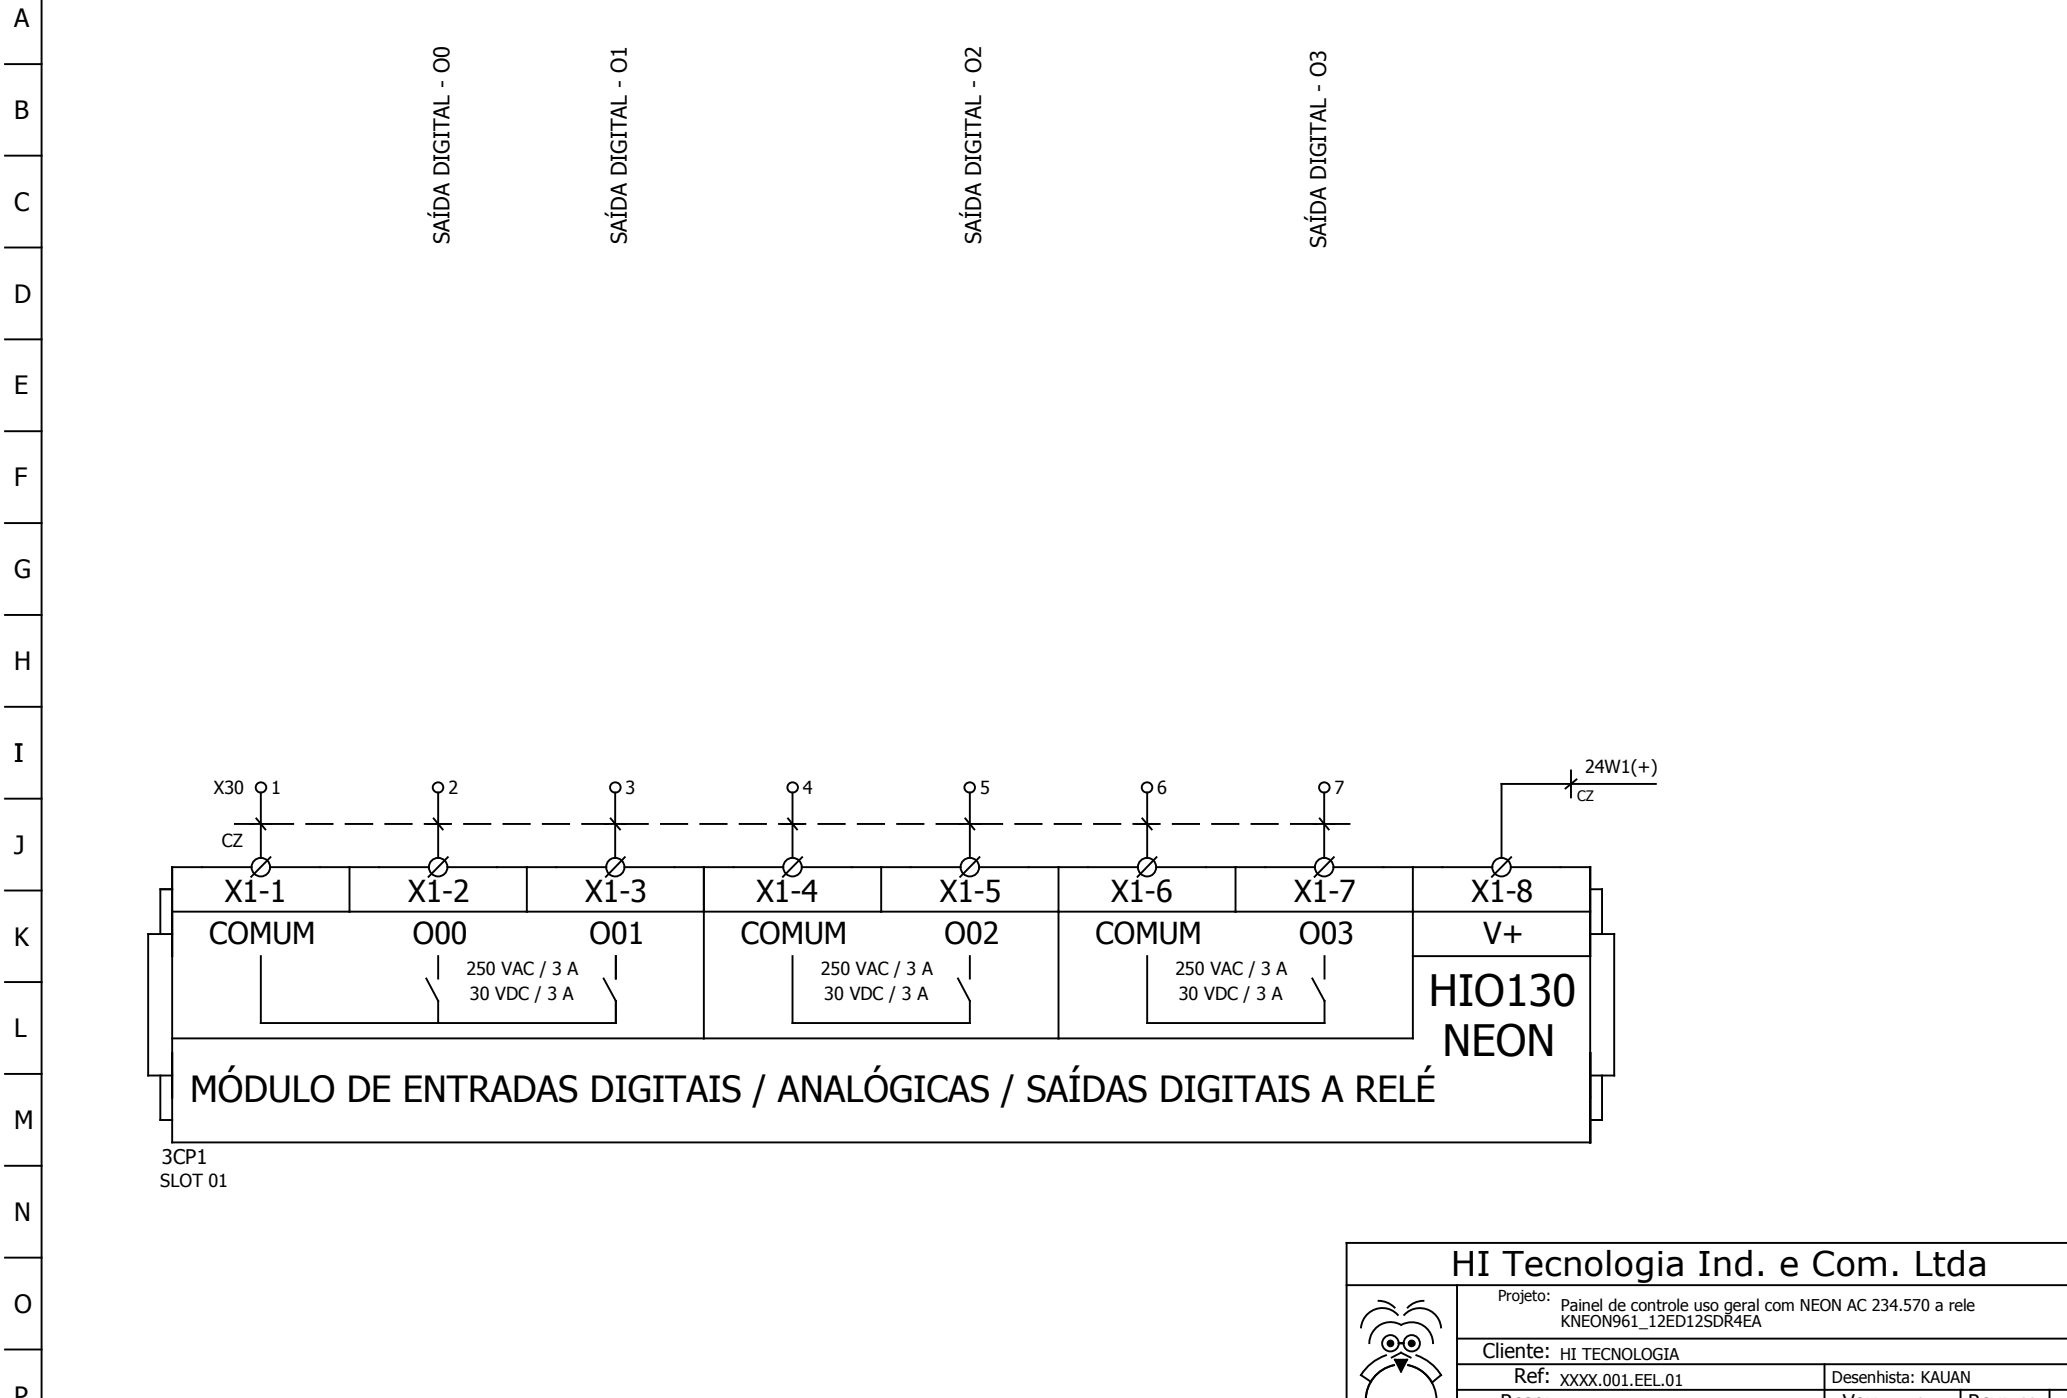 A
B
C
D
E
F
G
H
I
J
K
L
M
N
O
P
SAÍDA DIGITAL - O0
SAÍDA DIGITAL - O1
SAÍDA DIGITAL - O2
SAÍDA DIGITAL - O3
X30 1 2 3 4 5 6 7
24W1(+)
CZ
CZ
X1-1 X1-2 X1-3 X1-4 X1-5 X1-6 X1-7 X1-8
COMUM O00 O01 COMUM O02 COMUM O03 V+
250 VAC / 3 A 250 VAC / 3 A 250 VAC / 3 A
30 VDC / 3 A 30 VDC / 3 A 30 VDC / 3 A
HIO130
NEON
MÓDULO DE ENTRADAS DIGITAIS / ANALÓGICAS / SAÍDAS DIGITAIS A RELÉ
3CP1
SLOT 01
HI Tecnologia Ind. e Com. Ltda
Projeto: Painel de controle uso geral com NEON AC 234.570 a rele
KNEON961_12ED12SDR4EA
Cliente: HI TECNOLOGIA
Ref: XXXX.001.EEL.01 Desenhista: KAUAN